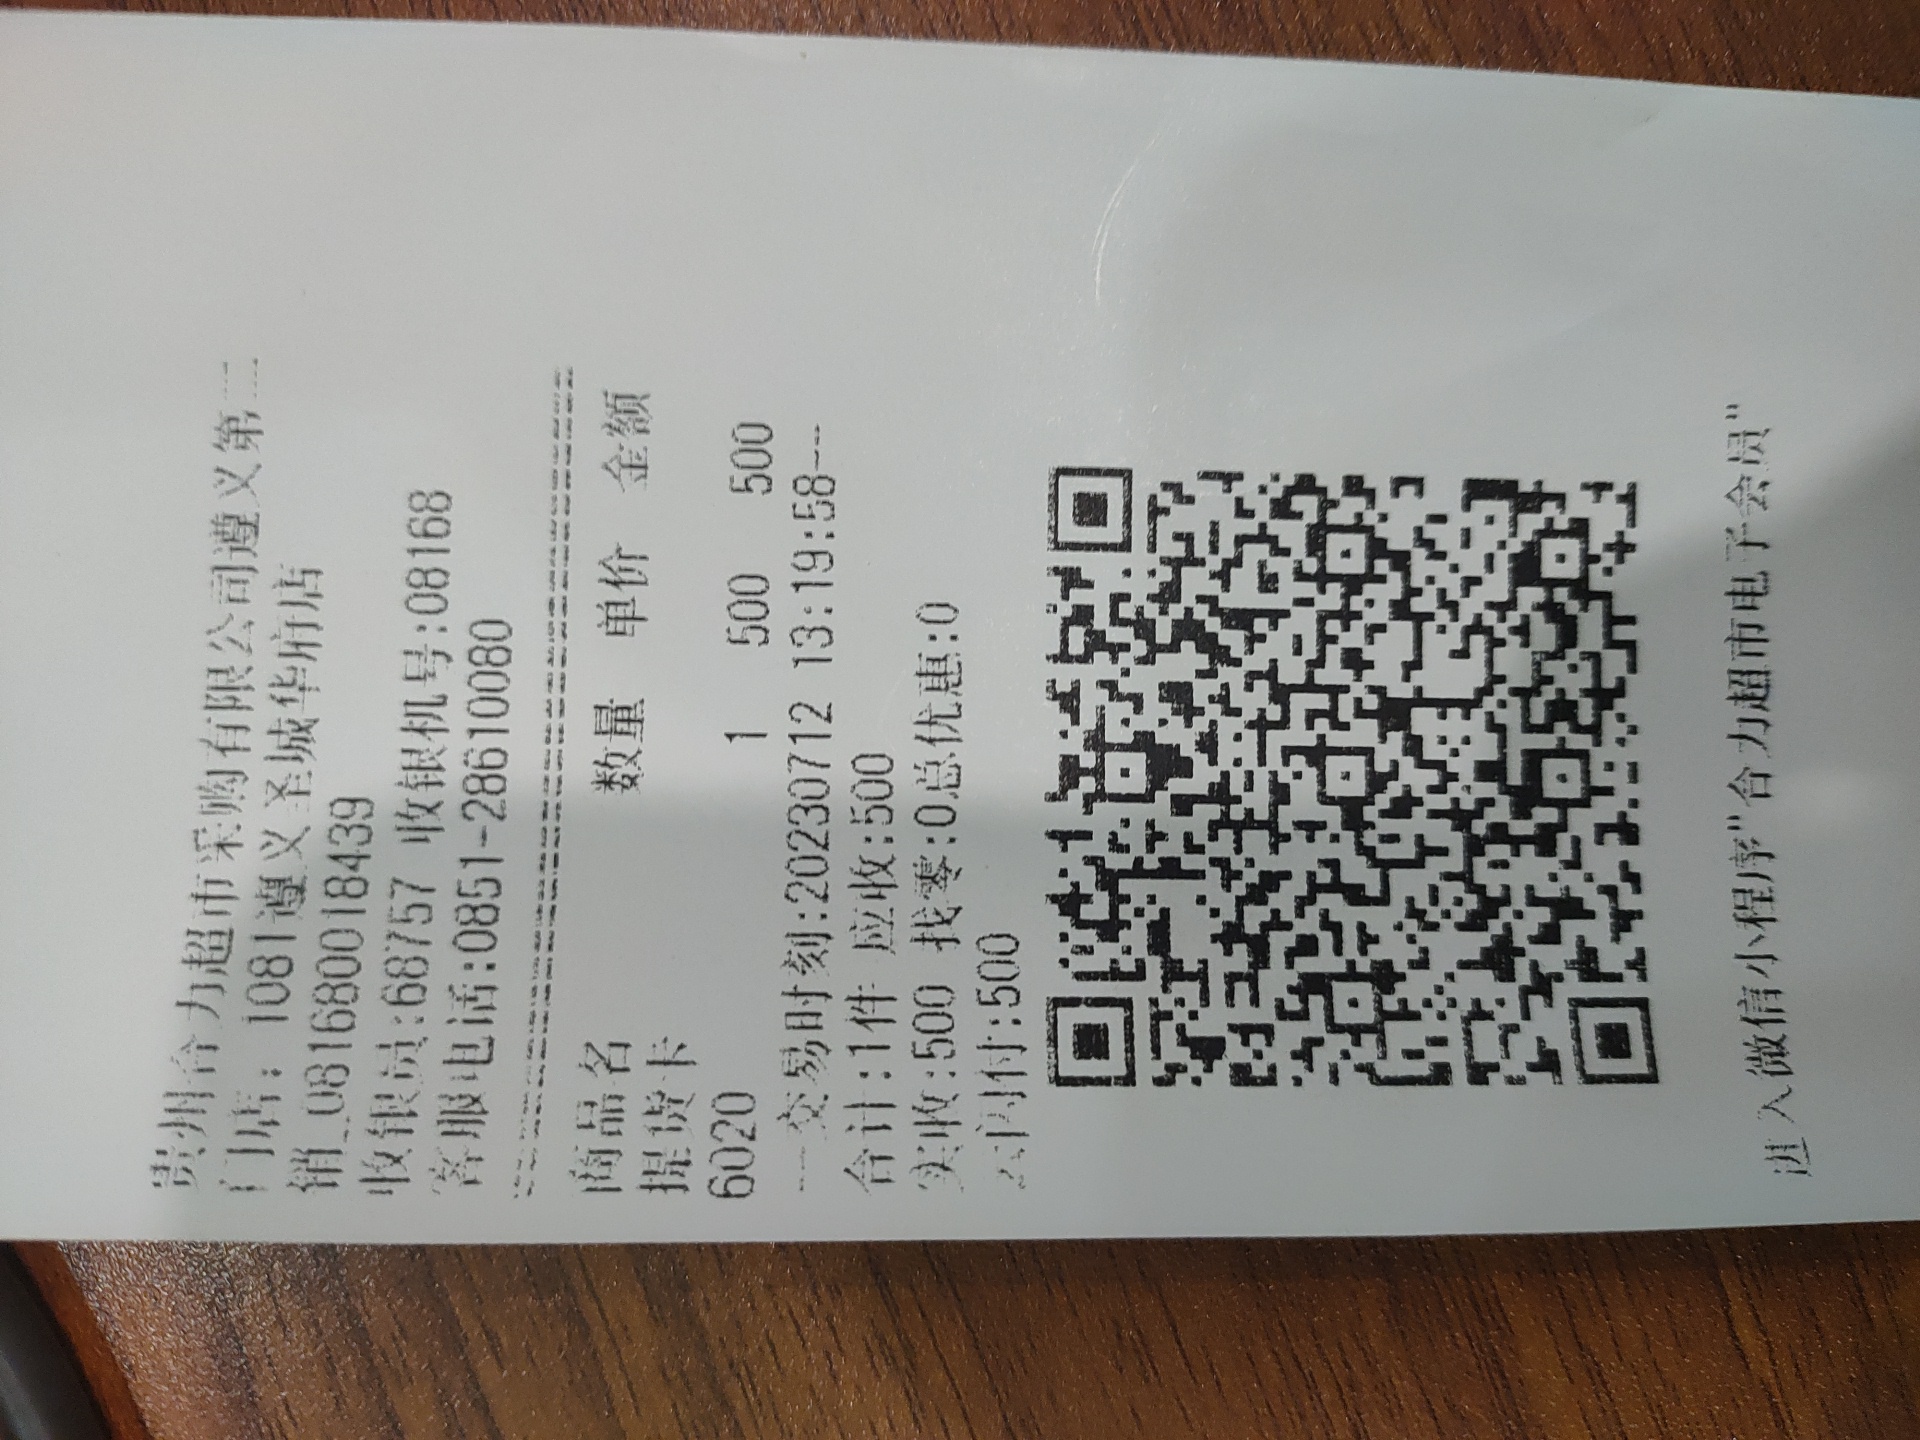 贵州合力超市采购有限公司遵义第二
门店: 1081遵义圣城华府店
销_081680018439
收银员:68757 收银机号:08168
客服电话:0851-28610080
商品名 数量 单价 金额
提货卡
6020 1 500 500
---交易时刻:20230712 13:19:58---
合计:1件 应收:500
实收:500 找零:0总优惠:0
云闪付:500
进入微信小程序"合力超市电子会员"